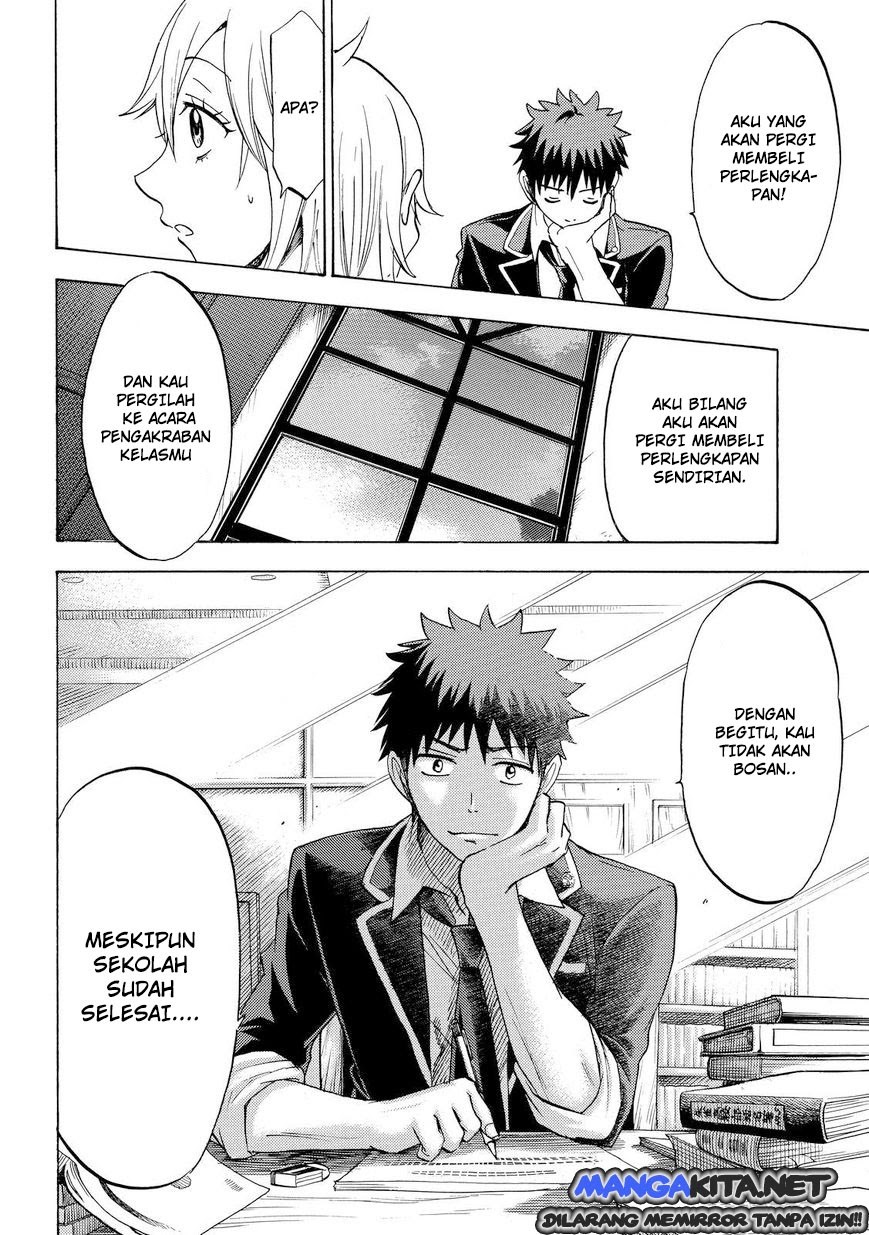 AKU YANG
AKAN PERGI
MEMBELI
PERLENGKA-
PAN!
APA?
AKU BILANG
AKU AKAN
PERGI MEMBELI
PERLENGKAPAN
SENDIRIAN.
DAN KAU
PERGILAH
KE ACARA
PENGAKRABAN
KELASMU
DENGAN
BEGITU, KAU
TIDAK AKAN
BOSAN..
MESKIPUN
SEKOLAH
SUDAH
SELESAI....
MANGAKITA.NET
DILARANG MEMIRROR TANPA IZIN!!